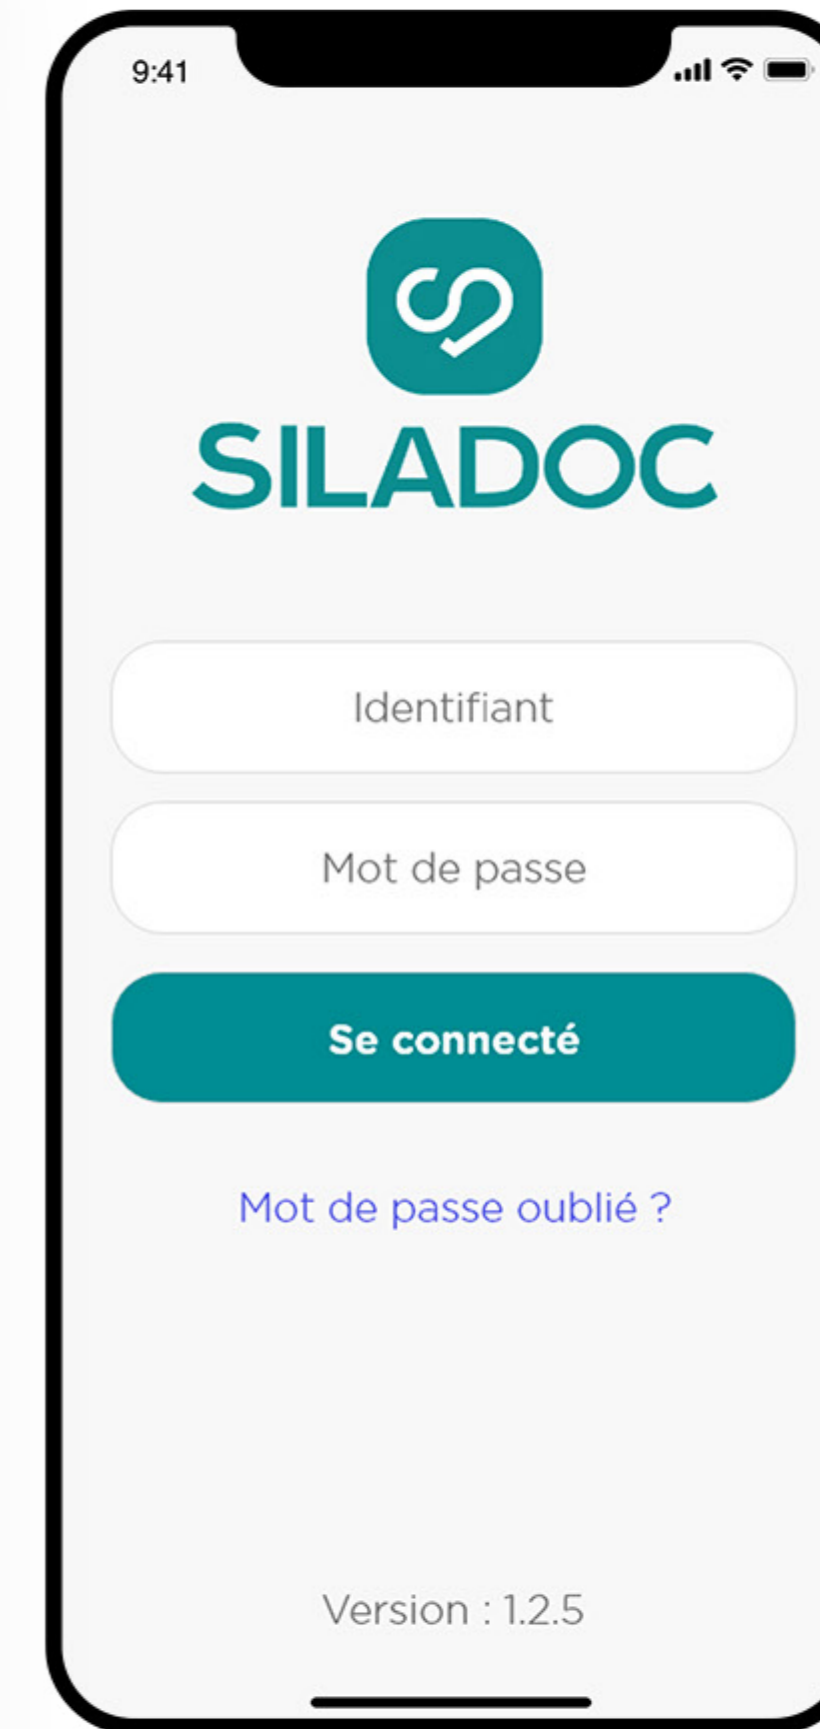 9:41
SILADOC
Identifiant
Mot de passe
Se connecté
Mot de passe oublié ?
Version : 1.2.5